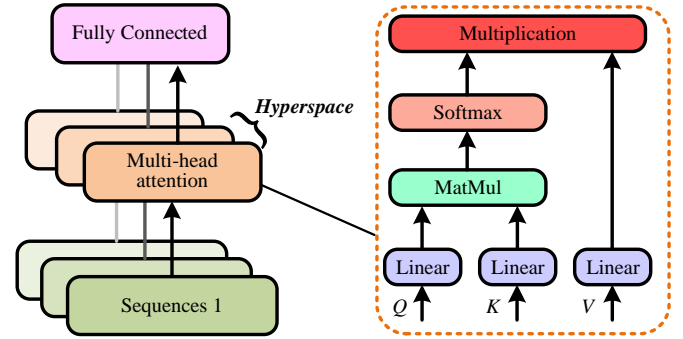 Fully Connected
Hyperspace
Multi-head
attention
Sequences 1
Multiplication
Softmax
MatMul
Linear
Linear
Linear
Q
K
V